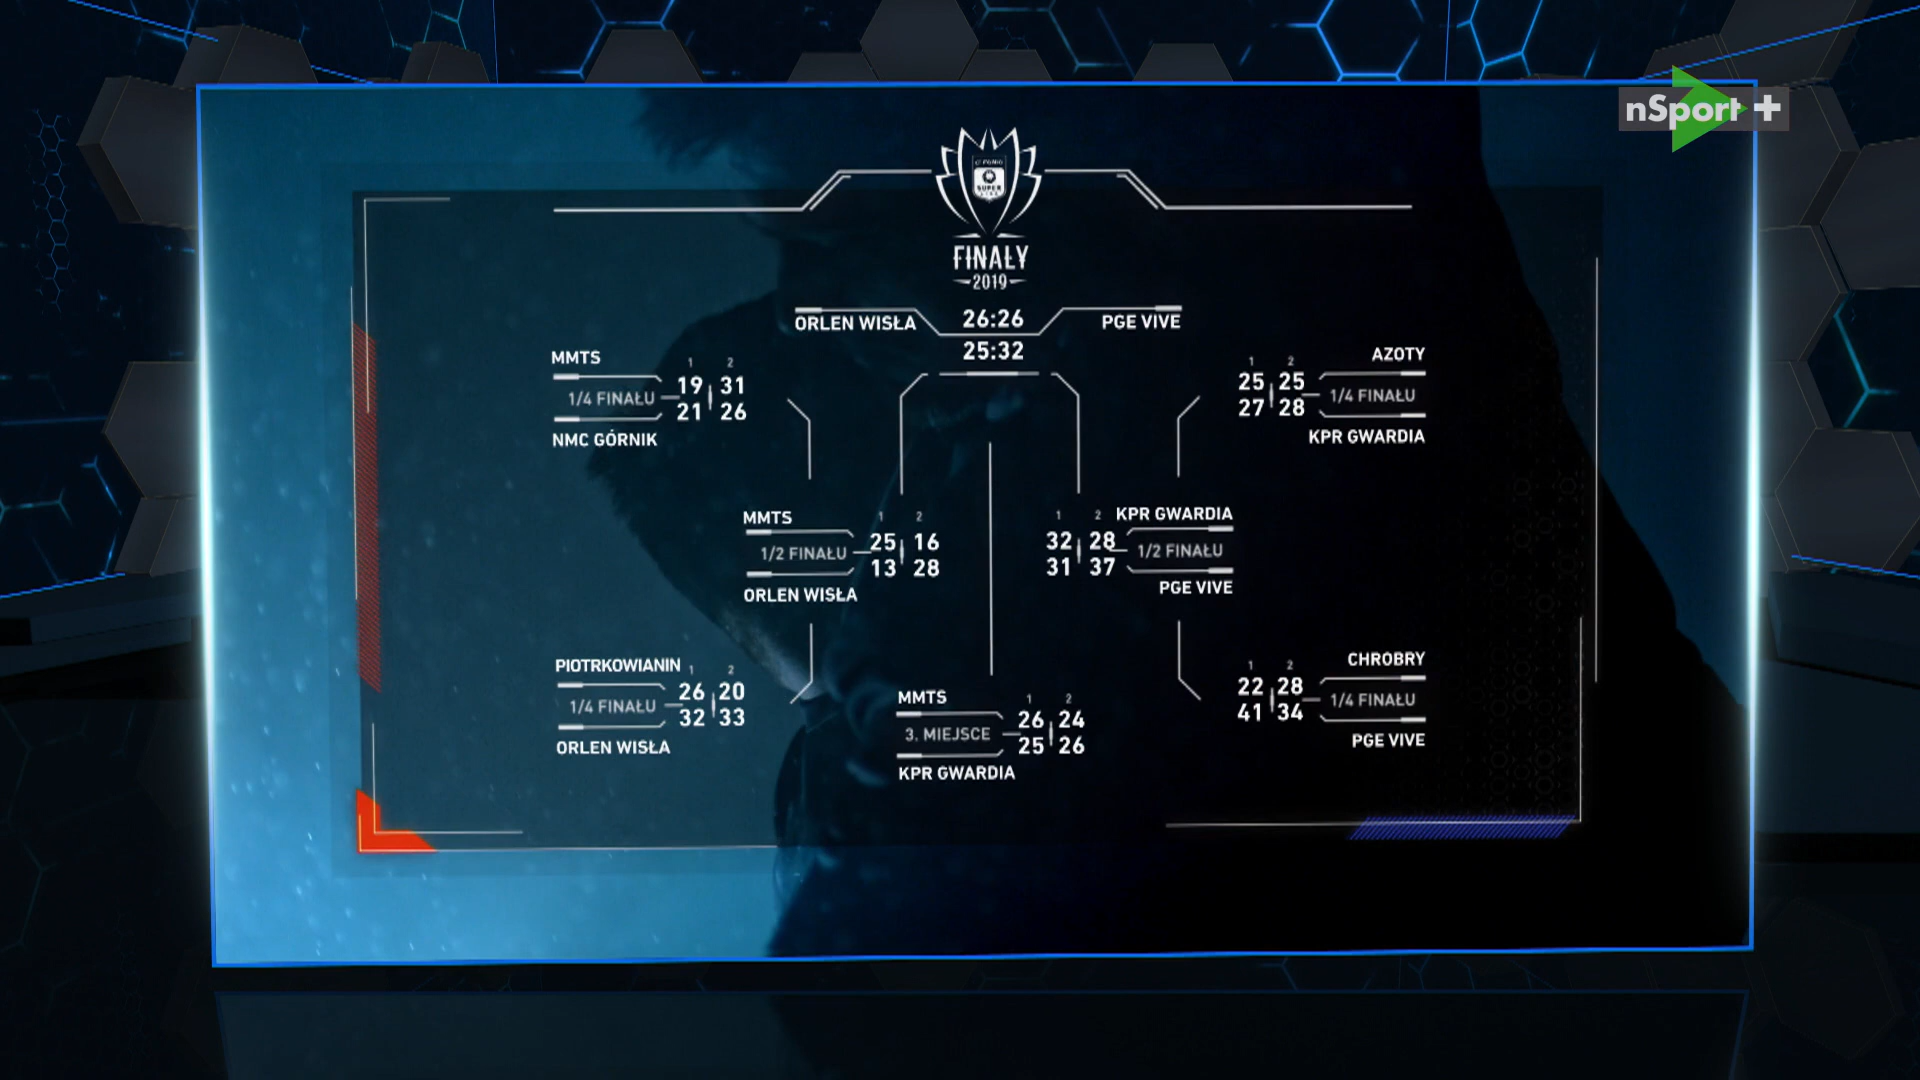 nSport+
PGNIG
SUPER
LIGA
FINAŁY
2019
ORLEN WISŁA 26:26 PGE VIVE
25:32
MMTS 1 2
1/4 FINAŁU 19 31
21 26
NMC GÓRNIK
1 2 AZOTY
25 25 1/4 FINAŁU
27 28
KPR GWARDIA
MMTS 1 2
1/2 FINAŁU 25 16
13 28
ORLEN WISŁA
1 2 KPR GWARDIA
32 28 1/2 FINAŁU
31 37
PGE VIVE
PIOTRKOWIANIN 1 2
1/4 FINAŁU 26 20
32 33
ORLEN WISŁA
1 2 CHROBRY
22 28 1/4 FINAŁU
41 34
PGE VIVE
MMTS 1 2
3. MIEJSCE 26 24
25 26
KPR GWARDIA